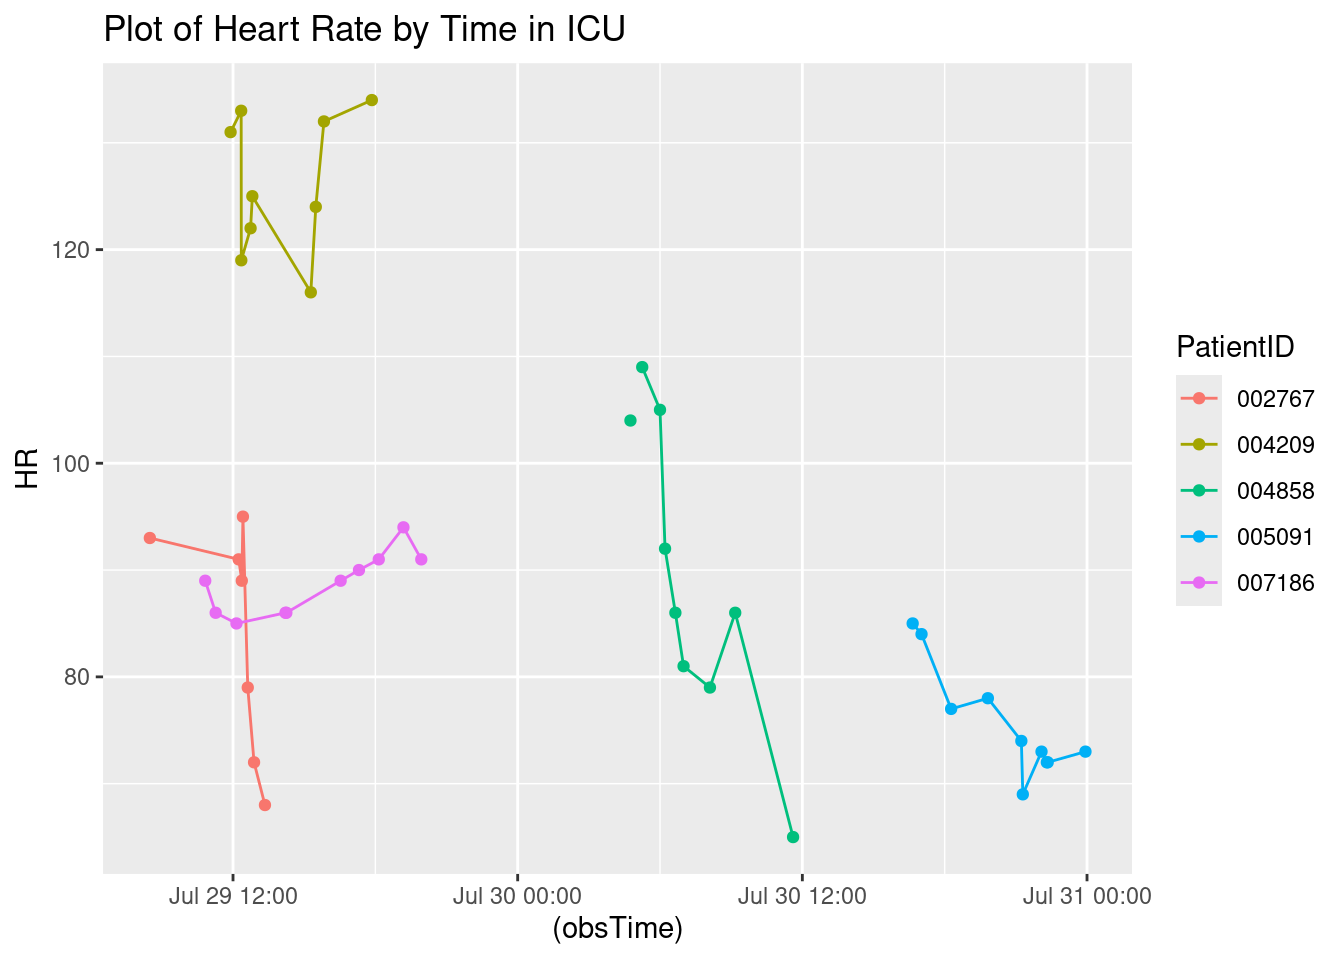 Plot of Heart Rate by Time in ICU
HR
120
100
80
Jul 29 12:00
Jul 30 00:00
Jul 30 12:00
Jul 31 00:00
(obsTime)
PatientID
002767
004209
004858
005091
007186